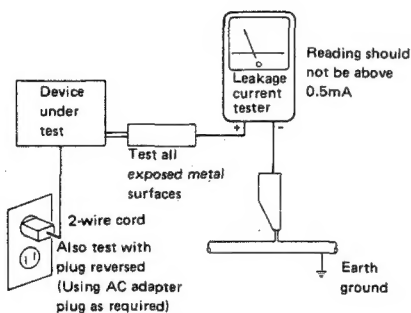 Device
under
test
Leakage
current
tester
+ -
Reading should
not be above
0.5mA
Test all
exposed metal
surfaces
2-wire cord
Also test with
plug reversed
(Using AC adapter
plug as required)
Earth
ground